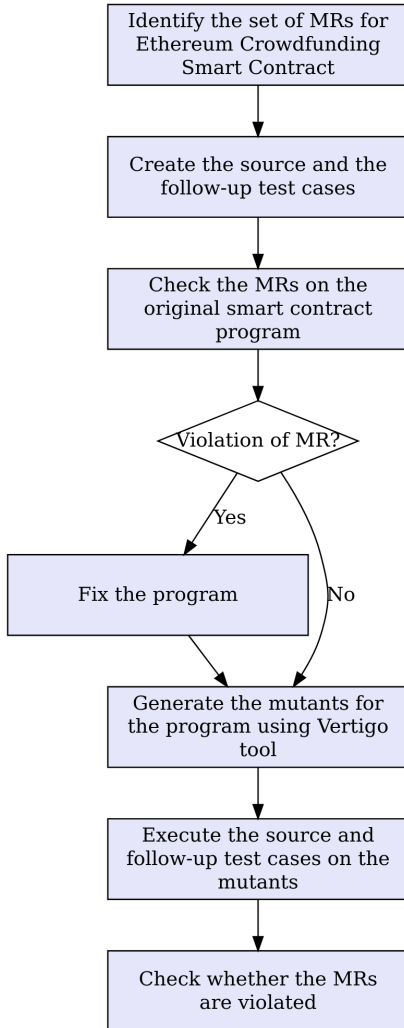 Identify the set of MRs for
Ethereum Crowdfunding
Smart Contract
Create the source and the
follow-up test cases
Check the MRs on the
original smart contract
program
Violation of MR?
Yes
Fix the program
No
Generate the mutants for
the program using Vertigo
tool
Execute the source and
follow-up test cases on the
mutants
Check whether the MRs
are violated